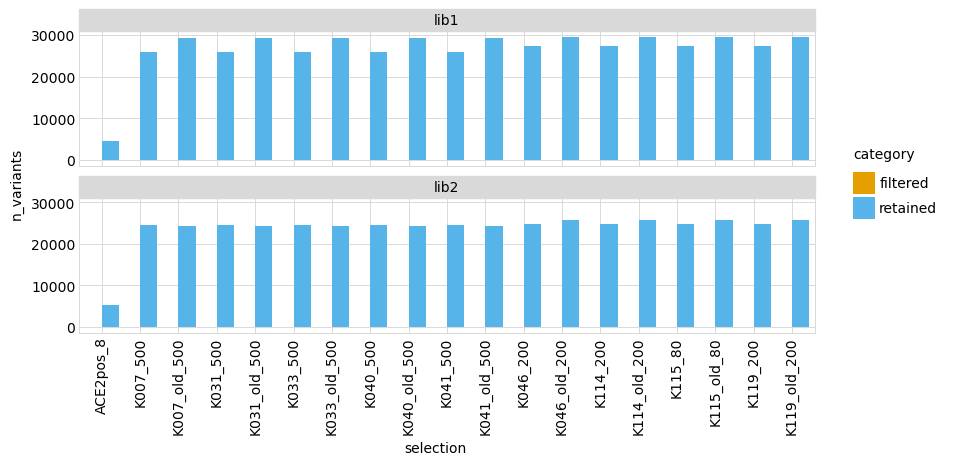 lib1
30000
20000
10000
0
lib2
30000
20000
10000
0
n_variants
ACE2pos_8
K007_500
K007_old_500
K031_500
K031_old_500
K033_500
K033_old_500
K040_500
K040_old_500
K041_500
K041_old_500
K046_200
K046_old_200
K114_200
K114_old_200
K115_80
K115_old_80
K119_200
K119_old_200
selection
category
filtered
retained